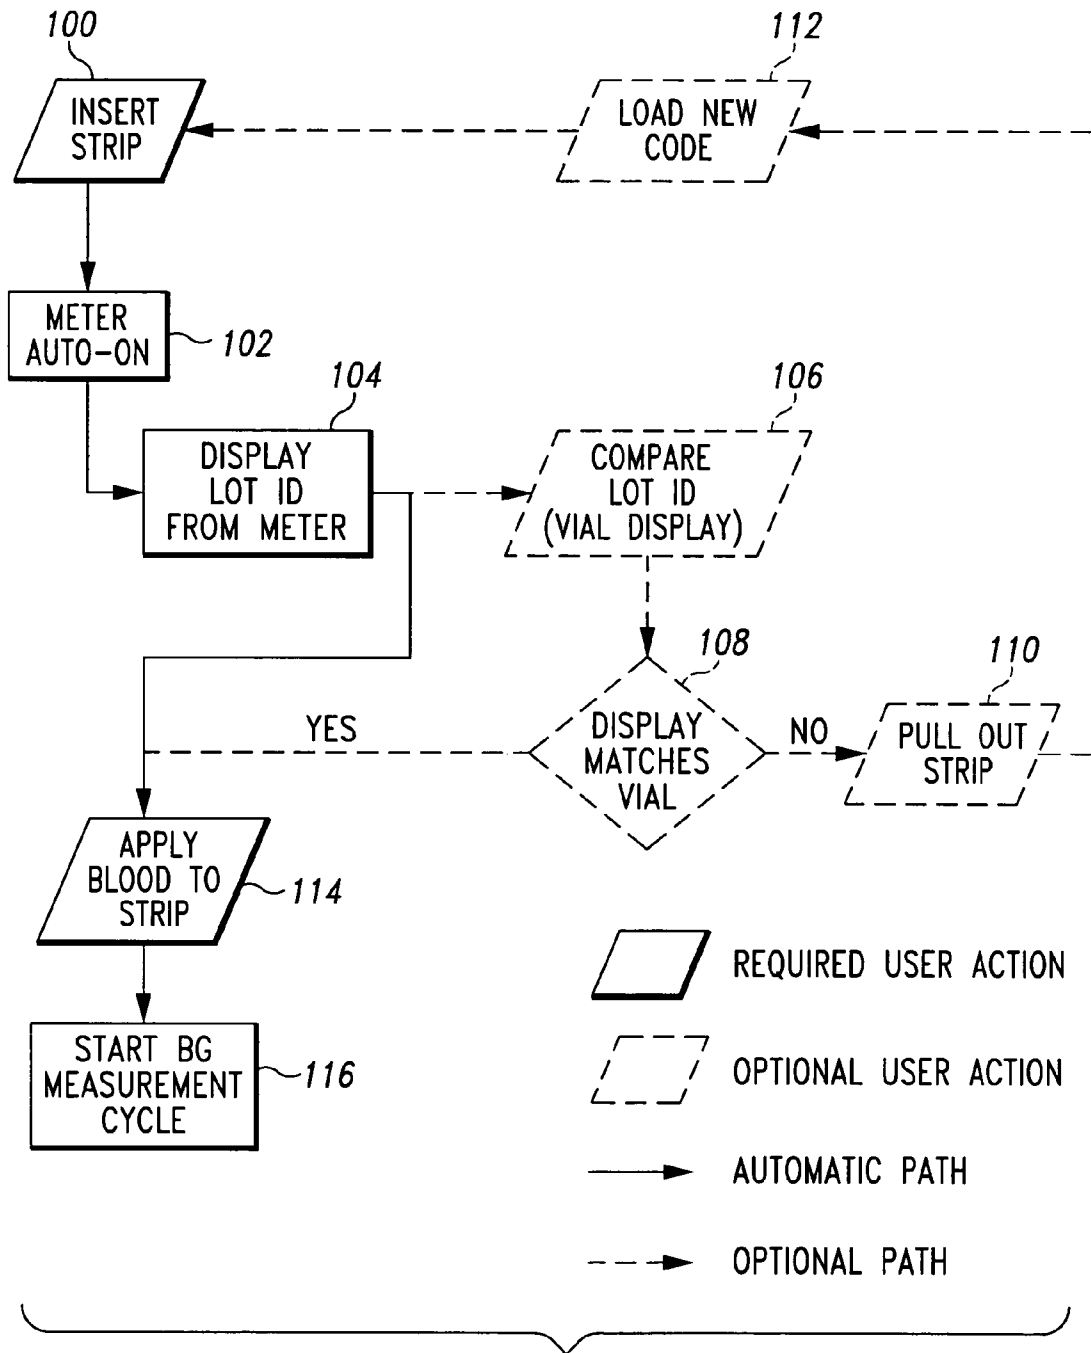 100
INSERT
STRIP
112
LOAD NEW
CODE
METER
AUTO-ON
102
104
DISPLAY
LOT ID
FROM METER
106
COMPARE
LOT ID
(VIAL DISPLAY)
108
DISPLAY
MATCHES
VIAL
YES
NO
110
PULL OUT
STRIP
APPLY
BLOOD TO
STRIP
114
START BG
MEASUREMENT
CYCLE
116
REQUIRED USER ACTION
OPTIONAL USER ACTION
AUTOMATIC PATH
OPTIONAL PATH